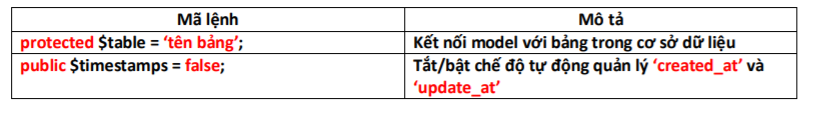 Mã lệnh
Mô tả
protected $table = ‘tên bảng’;
Kết nối model với bảng trong cơ sở dữ liệu
public $timestamps = false;
Tắt/bật chế độ tự động quản lý ‘created_at’ và
‘update_at’